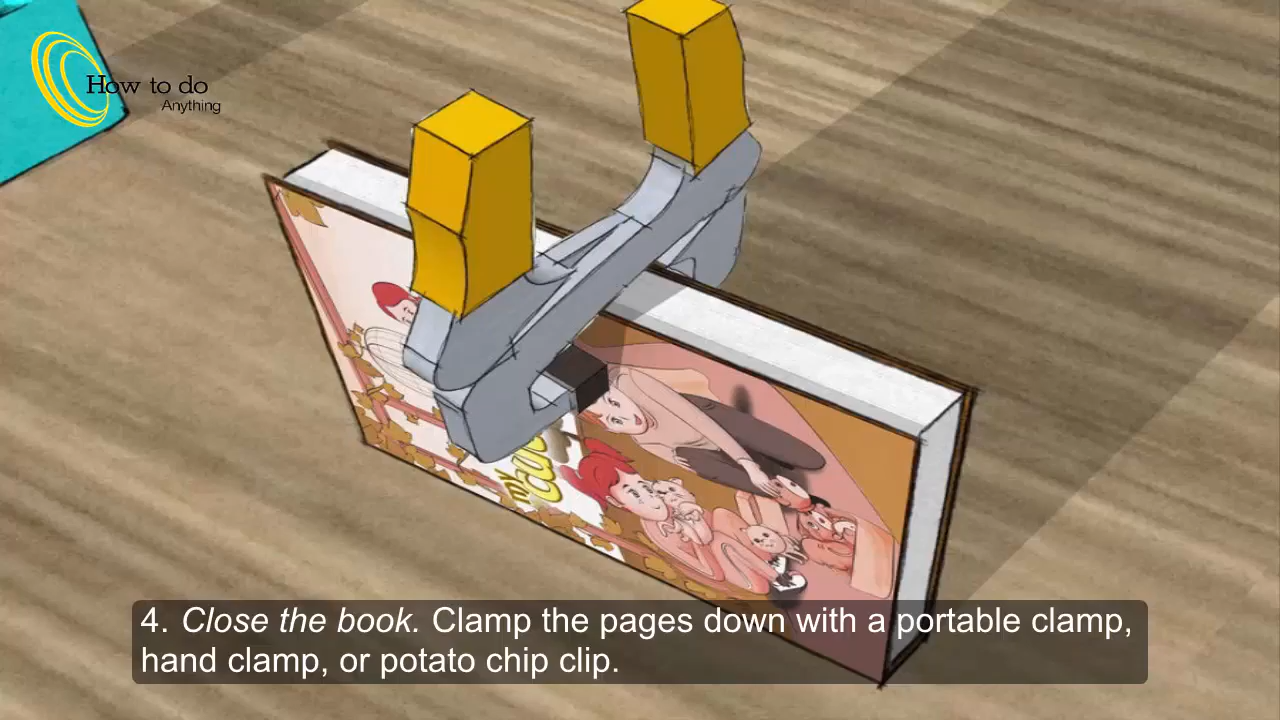 How to do
Anything
4. Close the book. Clamp the pages down with a portable clamp,
hand clamp, or potato chip clip.